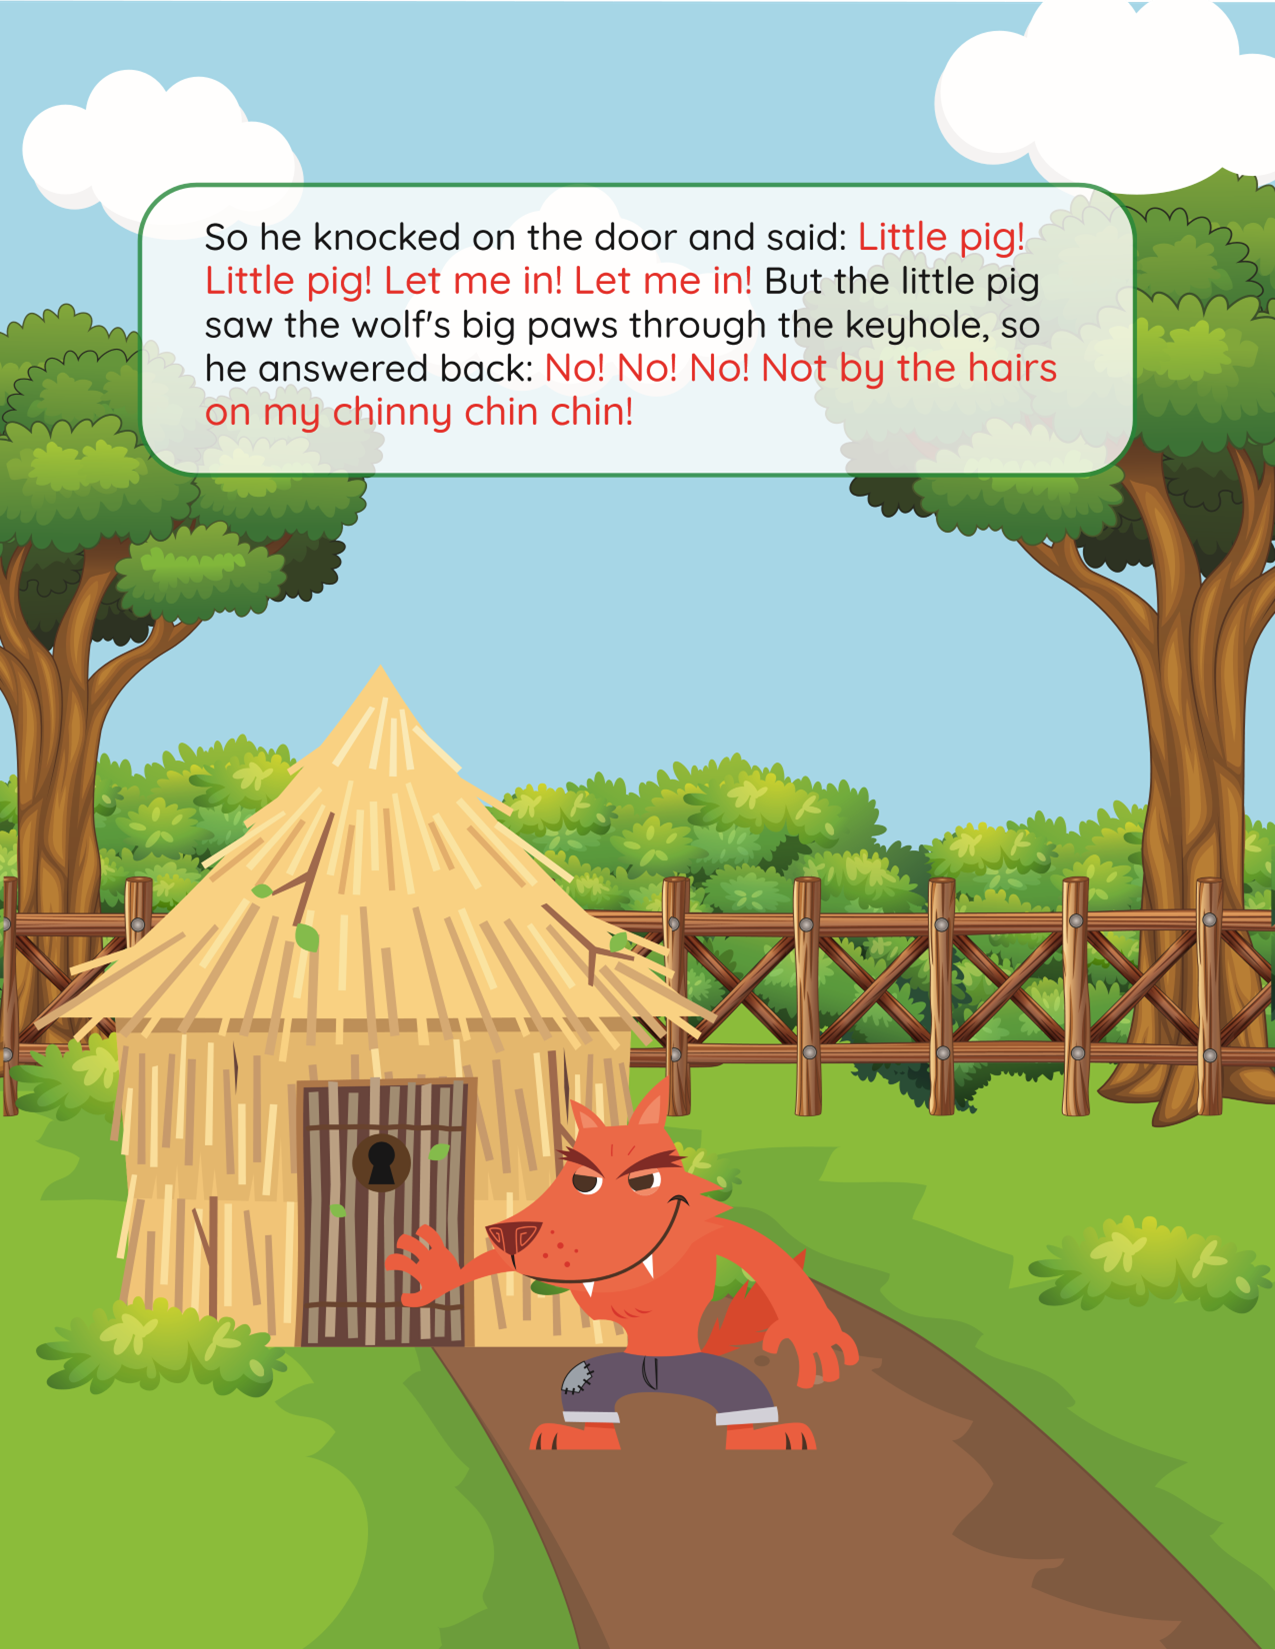 So he knocked on the door and said: Little pig!
Little pig! Let me in! Let me in! But the little pig
saw the wolf's big paws through the keyhole, so
he answered back: No! No! No! Not by the hairs
on my chinny chin chin!